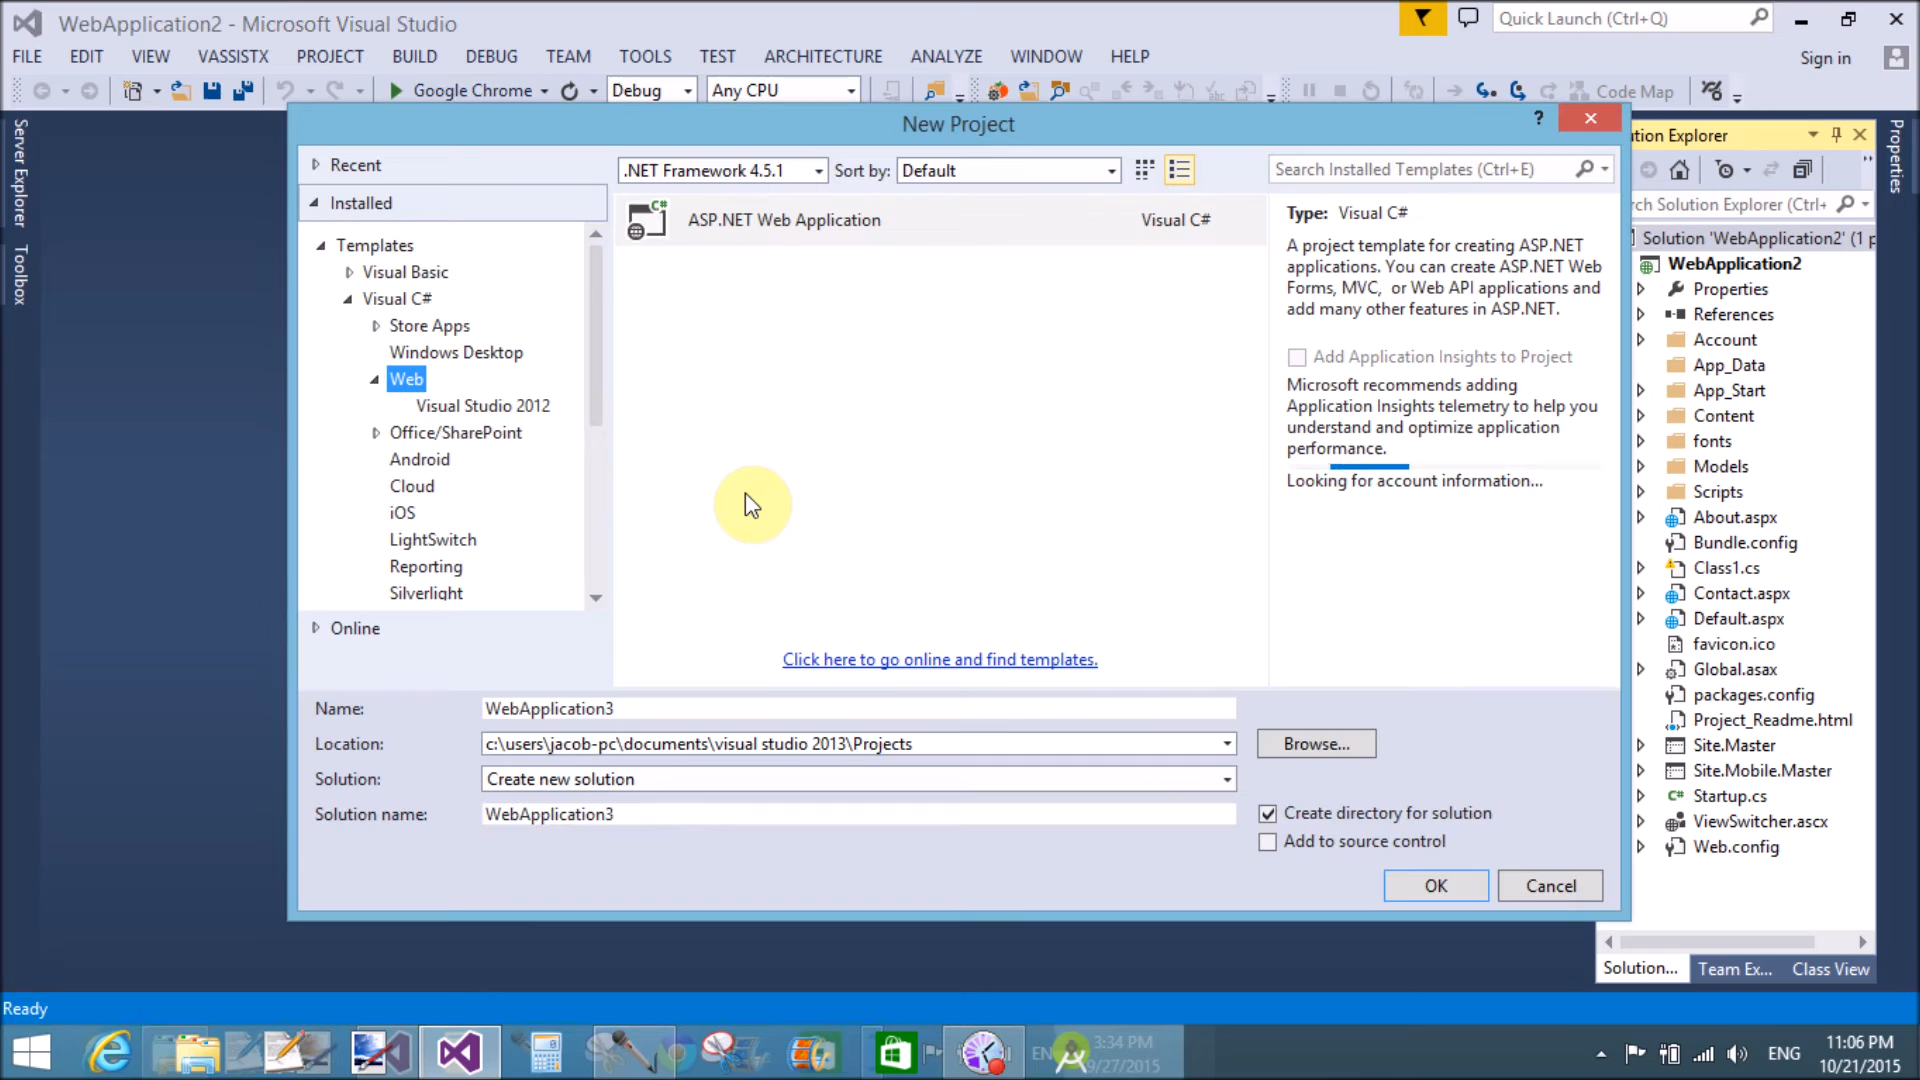 WebApplication2 - Microsoft Visual Studio
Quick Launch (Ctrl+Q)
FILE EDIT VIEW VASSISTX PROJECT BUILD DEBUG TEAM TOOLS TEST ARCHITECTURE ANALYZE WINDOW HELP
Sign in
Google Chrome Debug Any CPU Code Map
Server Explorer
Toolbox
New Project
?
Recent
Installed
Templates
Visual Basic
Visual C#
Store Apps
Windows Desktop
Web
Visual Studio 2012
Office/SharePoint
Android
Cloud
iOS
LightSwitch
Reporting
Silverlight
Online
.NET Framework 4.5.1
Sort by: Default
Search Installed Templates (Ctrl+E)
C#
ASP.NET Web Application Visual C#
Click here to go online and find templates.
Type: Visual C#
A project template for creating ASP.NET
applications. You can create ASP.NET Web
Forms, MVC, or Web API applications and
add many other features in ASP.NET.
Add Application Insights to Project
Microsoft recommends adding
Application Insights telemetry to help you
understand and optimize application
performance.
Looking for account information...
Name: WebApplication3
Location: c:\users\jacob-pc\documents\visual studio 2013\Projects
Browse...
Solution: Create new solution
Solution name: WebApplication3
Create directory for solution
Add to source control
OK Cancel
ution Explorer
rch Solution Explorer (Ctrl+
Solution 'WebApplication2' (1 p
WebApplication2
Properties
References
Account
App_Data
App_Start
Content
fonts
Models
Scripts
About.aspx
Bundle.config
Class1.cs
Contact.aspx
Default.aspx
favicon.ico
Global.asax
packages.config
Project_Readme.html
Site.Master
Site.Mobile.Master
C# Startup.cs
ViewSwitcher.ascx
Web.config
Solution... Team Ex... Class View
Properties
Ready
EN
3:34 PM
9/27/2015
ENG
11:06 PM
10/21/2015